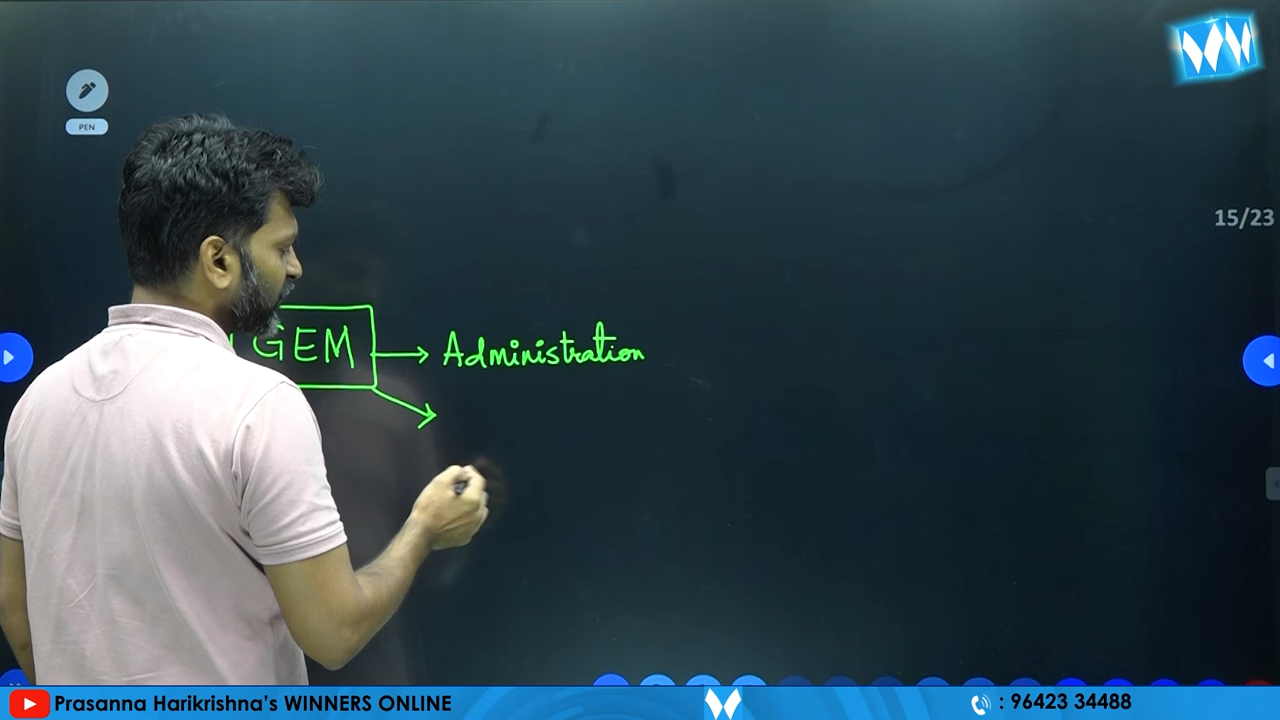 PEN
15/23
GEM → Administration
Prasanna Harikrishna's WINNERS ONLINE
: 96423 34488